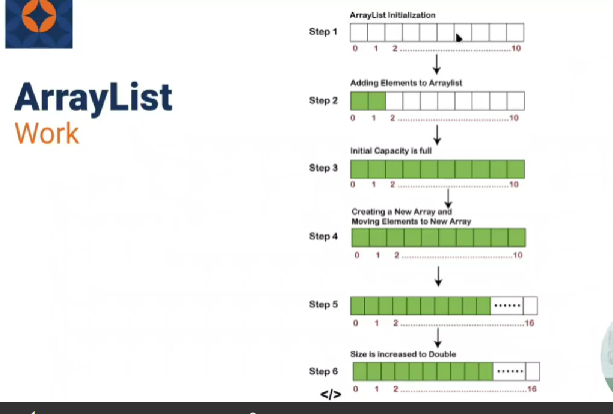 ArrayList
Work
ArrayList Initialization
Step 1
0 1 2 ........................................ 10
Adding Elements to Arraylist
Step 2
0 1 2 ........................................ 10
Initial Capacity is full
Step 3
0 1 2 ........................................ 10
Creating a New Array and
Moving Elements to New Array
Step 4
0 1 2 ........................................ 10
Step 5
......
0 1 2 ........................................ 16
Size is increased to Double
Step 6
......
</>
0 1 2 ........................................ 16